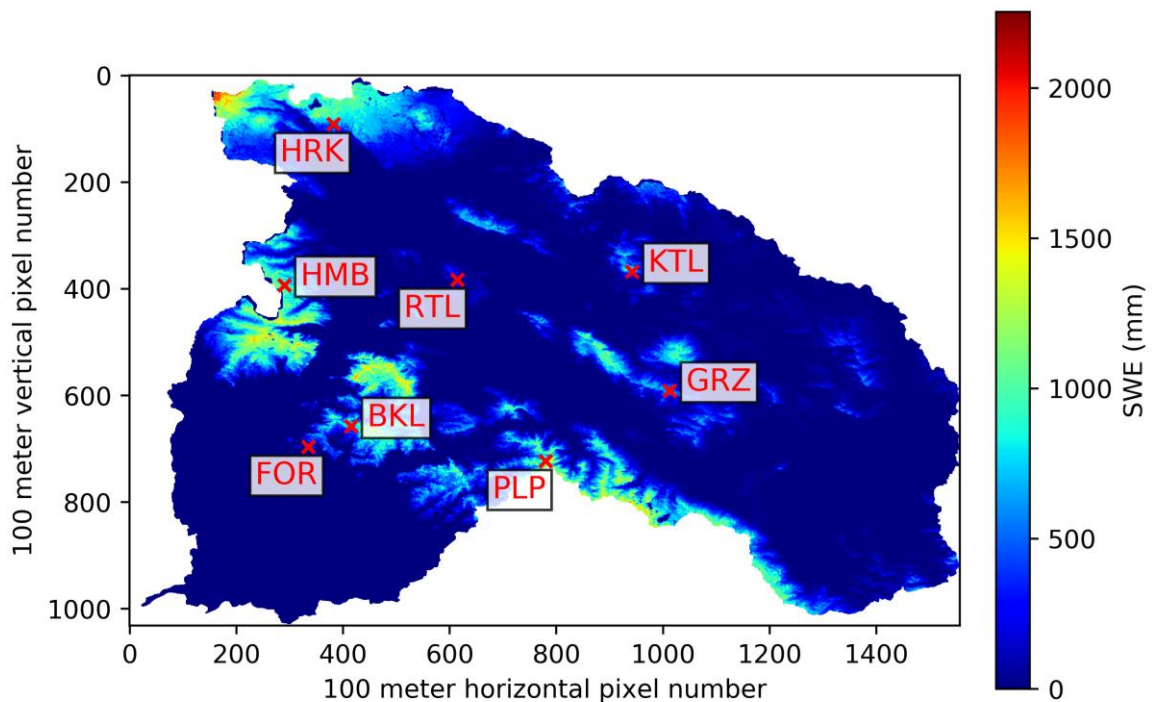 0
200
400
600
800
1000
100 meter vertical pixel number
HRK
HMB
RTL
KTL
GRZ
BKL
FOR
PLP
0 200 400 600 800 1000 1200 1400
100 meter horizontal pixel number
2000
1500
1000
500
0
SWE (mm)